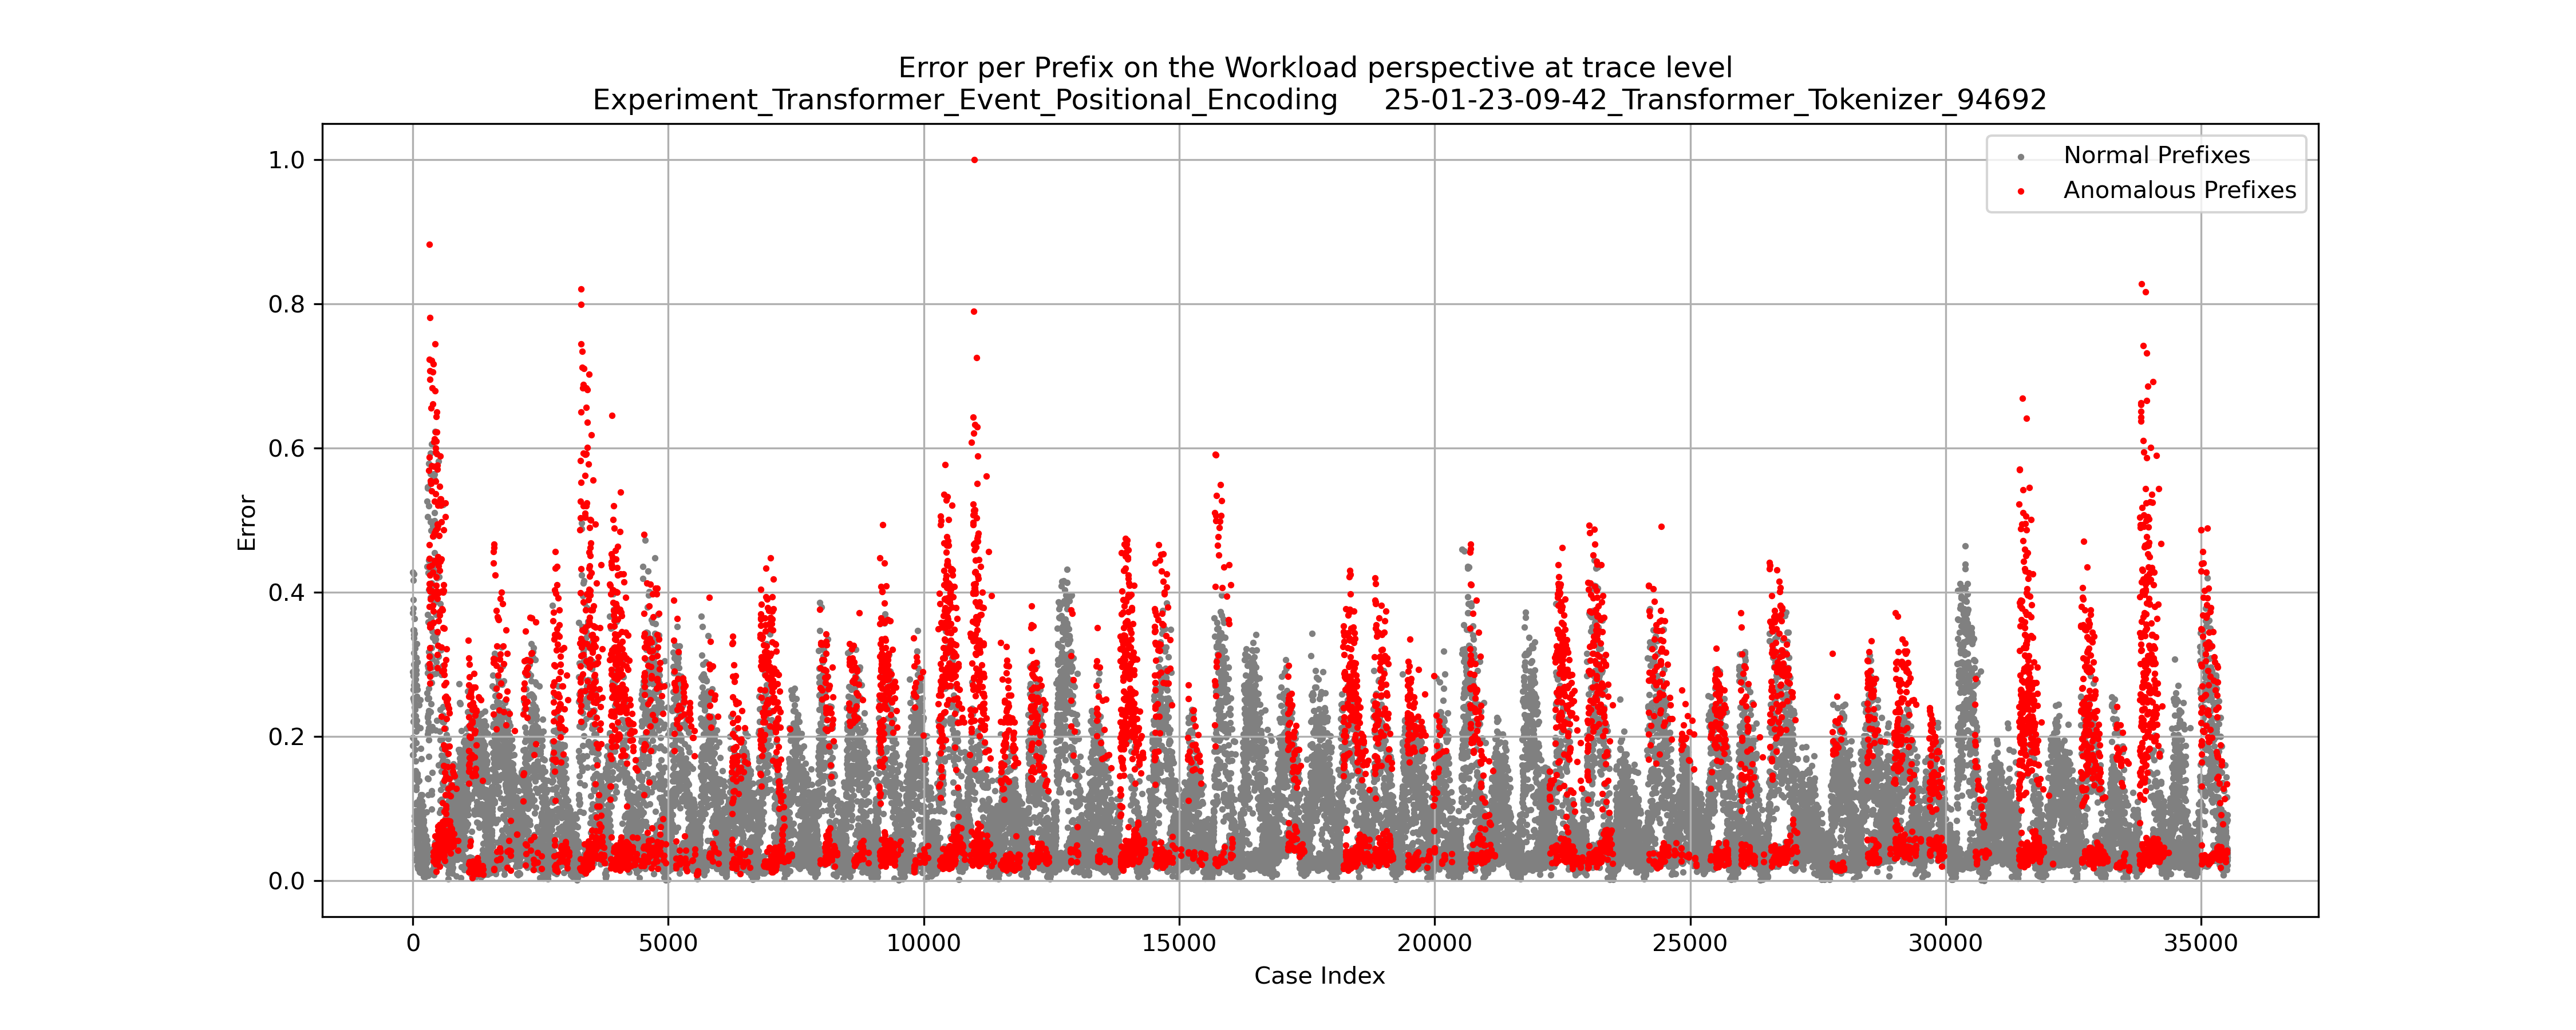 Error per Prefix on the Workload perspective at trace level
Experiment_Transformer_Event_Positional_Encoding 25-01-23-09-42_Transformer_Tokenizer_94692
Normal Prefixes
Anomalous Prefixes
1.0
0.8
0.6
0.4
0.2
0.0
Error
0 5000 10000 15000 20000 25000 30000 35000
Case Index